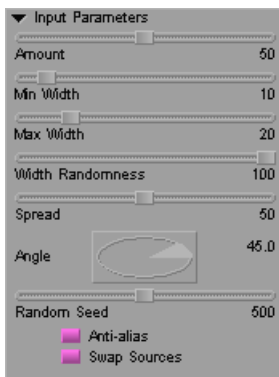 Input Parameters
Amount 50
Min Width 10
Max Width 20
Width Randomness 100
Spread 50
Angle 45.0
Random Seed 500
Anti-alias
Swap Sources